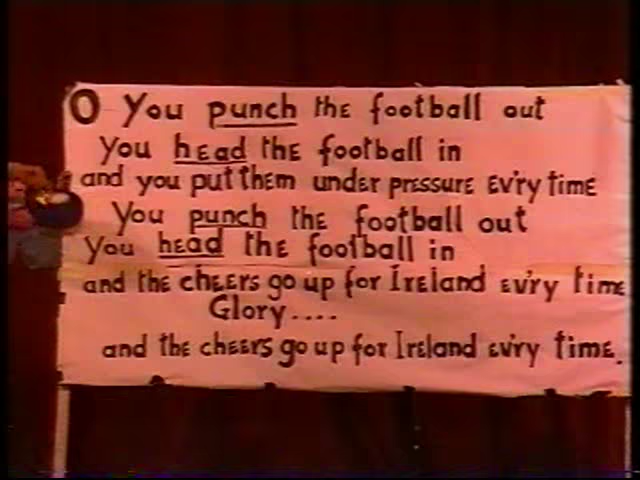 O You punch the football out
You head the football in
and you put them under pressure Ev'ry time
You punch the football out
You head the football in
and the cheers go up for Ireland ev'ry time
Glory....
and the cheers go up for Ireland ev'ry time.